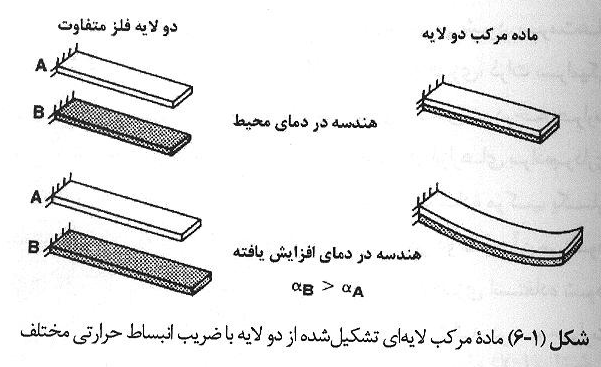 ماده مرکب دو لایه
دو لایه فلز متفاوت
A
B
هندسه در دمای محیط
A
B
هندسه در دمای افزایش یافته
αB > αA
شکل (۱-۶) مادهٔ مرکب لایه‌ای تشکیل‌شده از دو لایه با ضریب انبساط حرارتی مختلف